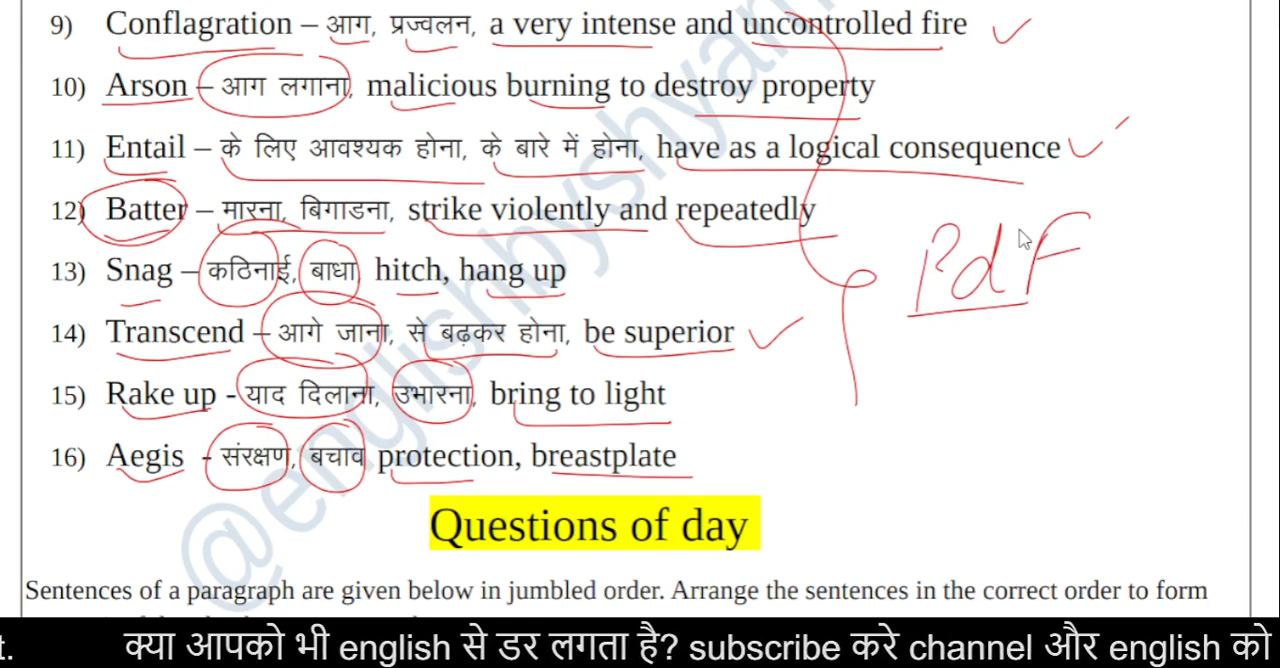 9) Conflagration – आग, प्रज्वलन, a very intense and uncontrolled fire
10) Arson – आग लगाना, malicious burning to destroy property
11) Entail – के लिए आवश्यक होना, के बारे में होना, have as a logical consequence
12) Batter – मारना, बिगाडना, strike violently and repeatedly
Pdf
13) Snag – कठिनाई, बाधा, hitch, hang up
14) Transcend – आगे जाना, से बढ़कर होना, be superior
15) Rake up - याद दिलाना, उभारना, bring to light
16) Aegis - संरक्षण, बचाव protection, breastplate
@englishbyshyam
Questions of day
Sentences of a paragraph are given below in jumbled order. Arrange the sentences in the correct order to form
t. क्या आपको भी english से डर लगता है? subscribe करे channel और english को